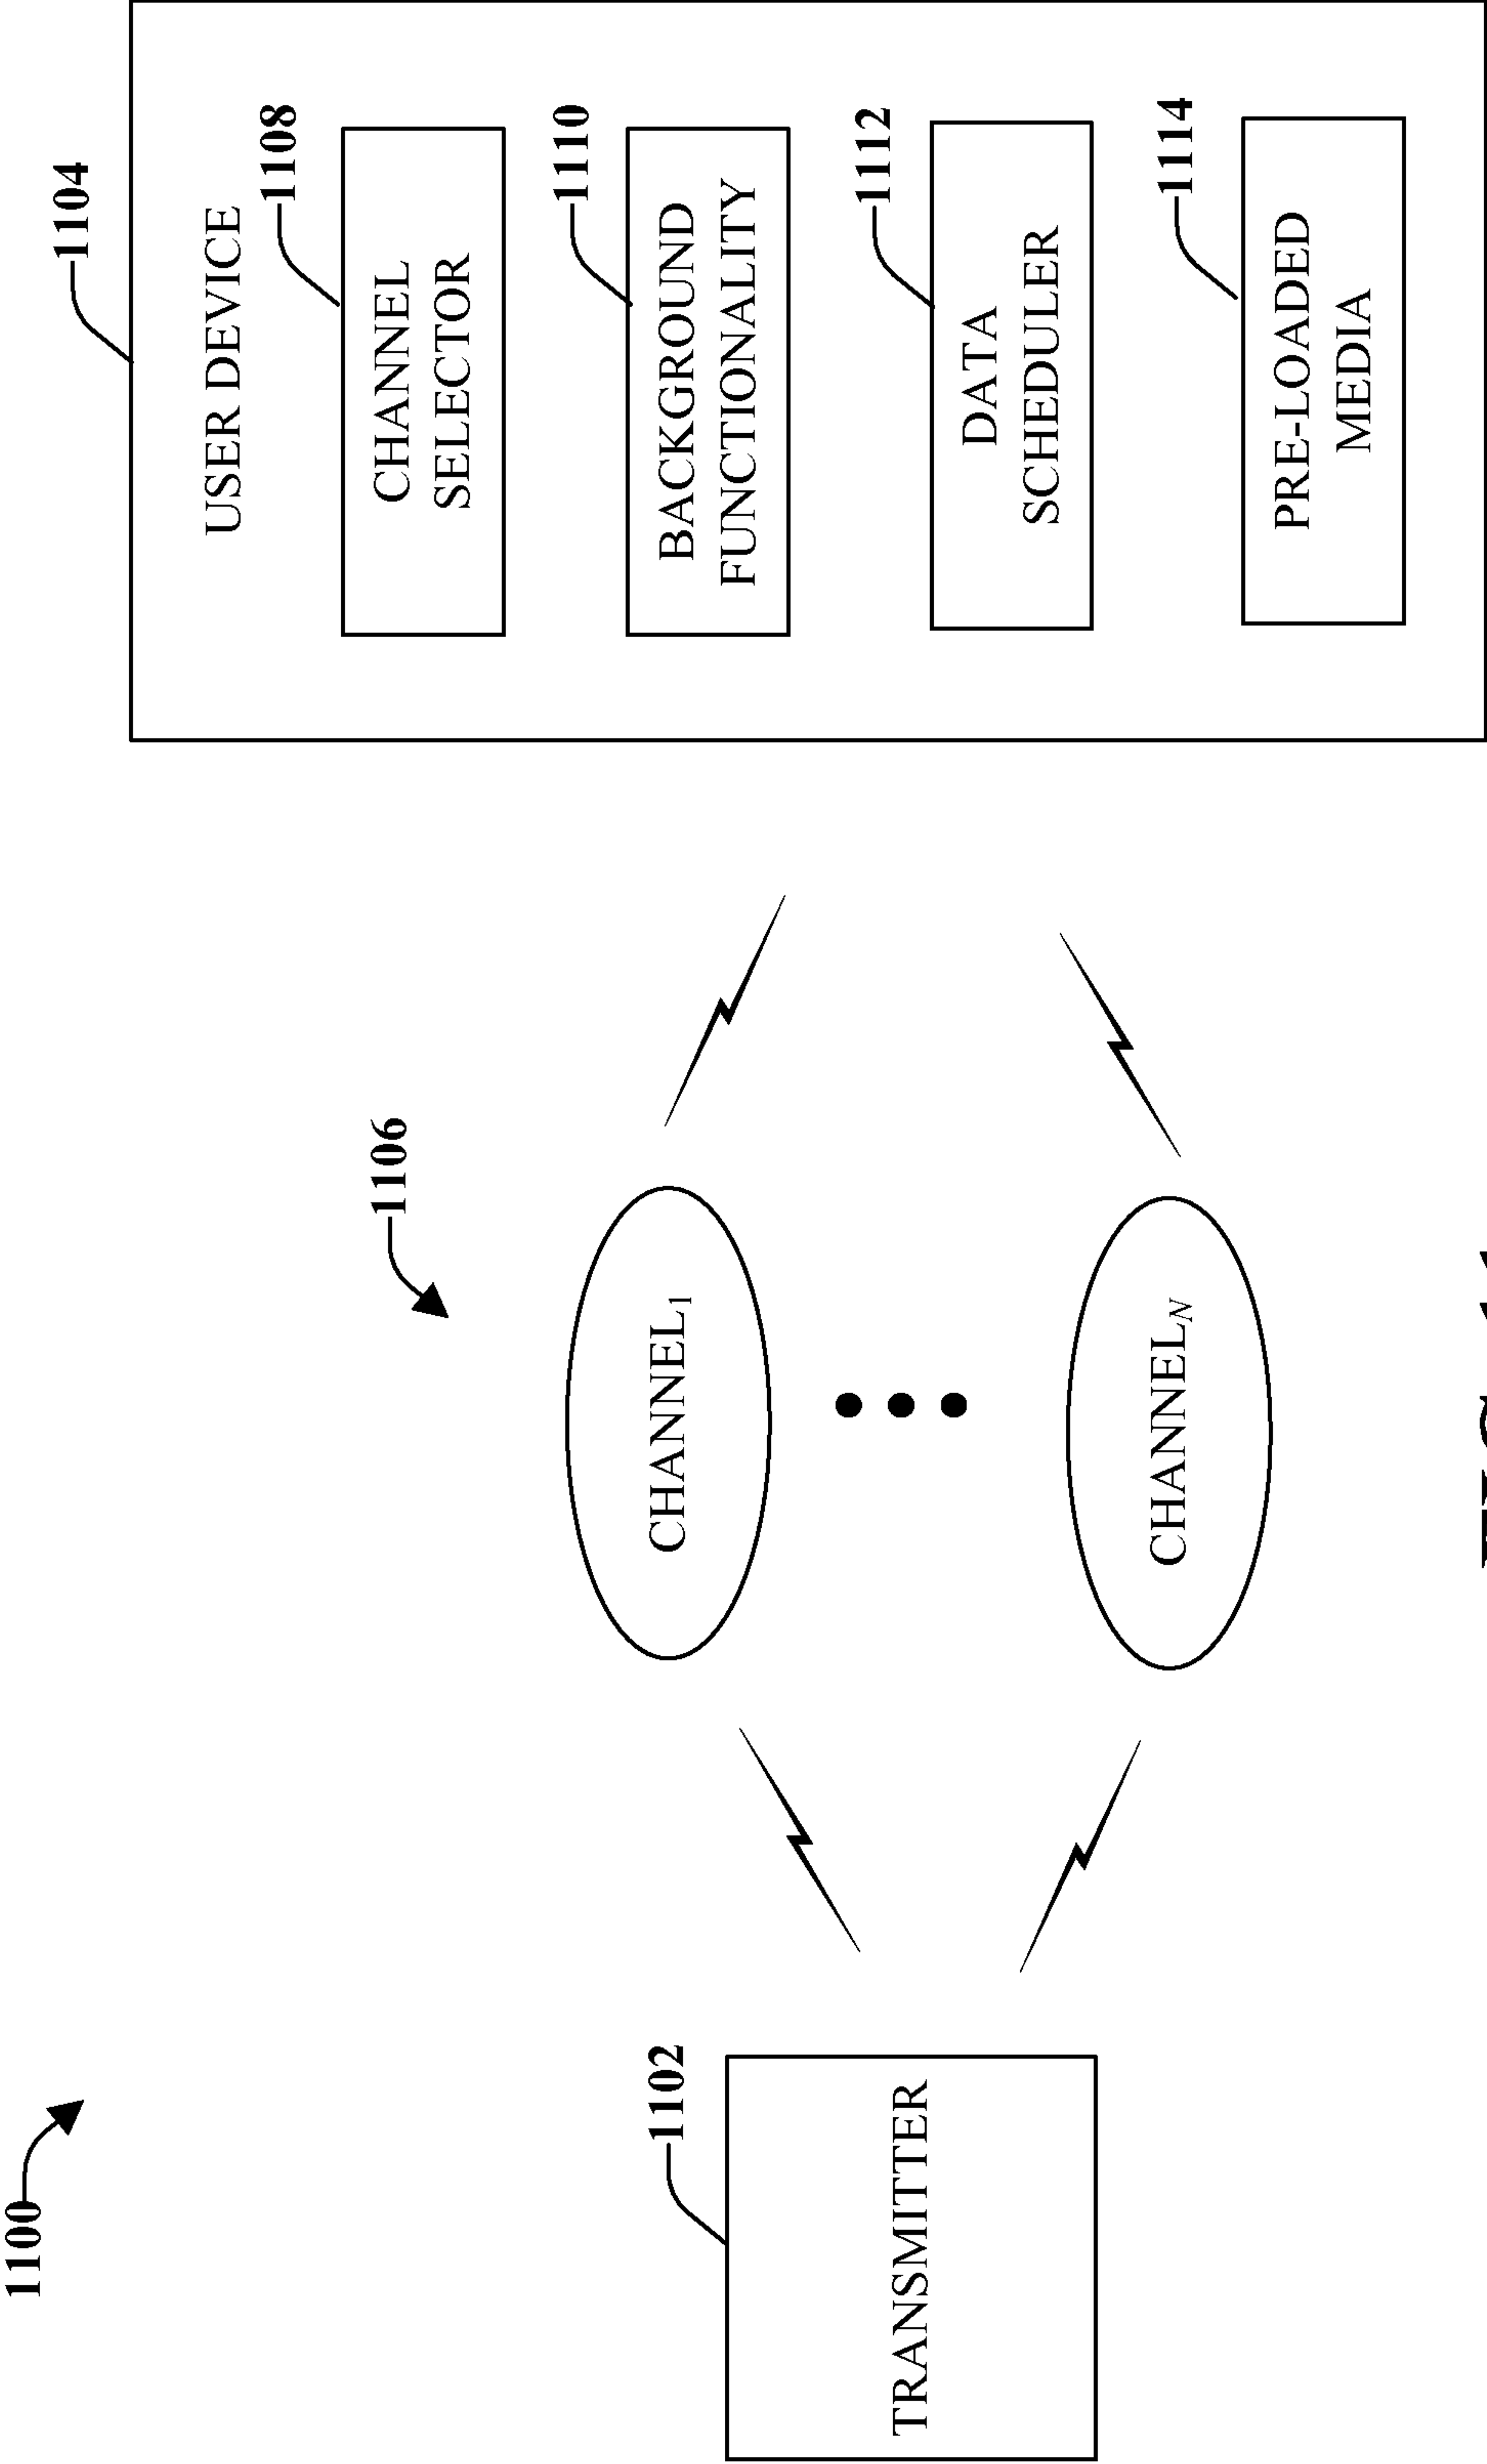 1100
1104
USER DEVICE
1108
CHANNEL
SELECTOR
1106
1110
BACKGROUND
FUNCTIONALITY
CHANNEL1
1102
TRANSMITTER
1112
DATA
SCHEDULER
CHANNELN
1114
PRE-LOADED
MEDIA